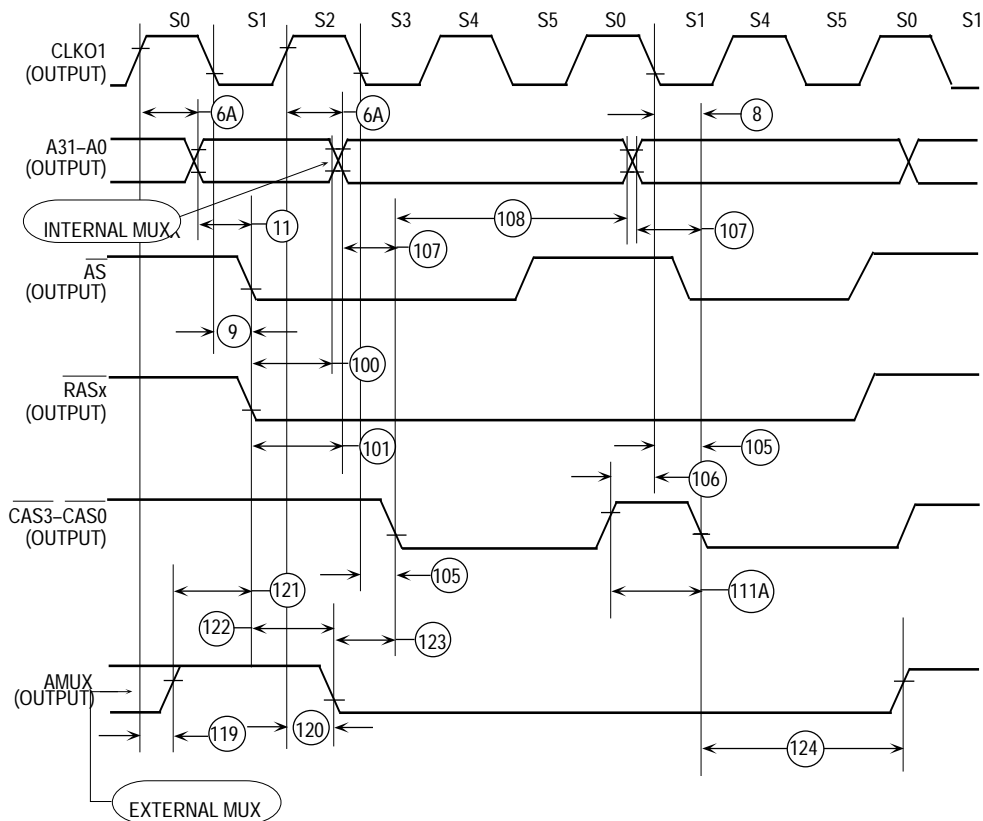 S0 S1 S2 S3 S4 S5 S0 S1 S4 S5 S0 S1
CLKO1
(OUTPUT)
6A 6A 8
A31–A0
(OUTPUT)
INTERNAL MUX
11 108 107 107
AS
(OUTPUT)
9
100
RASx
(OUTPUT)
101 105
106
CAS3–CAS0
(OUTPUT)
121 105 111A
122 123
AMUX
(OUTPUT)
119 120 124
EXTERNAL MUX